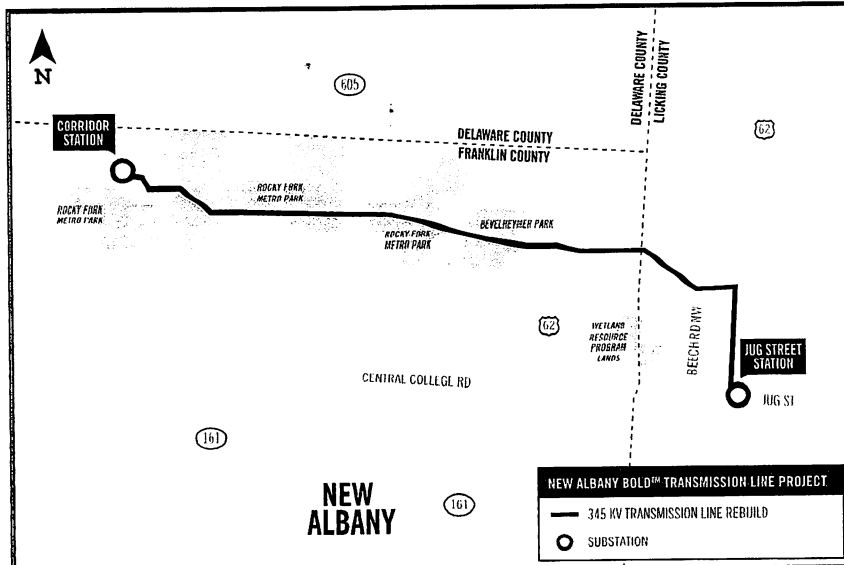 N
605
DELAWARE COUNTY
LICKING COUNTY
62
CORRIDOR
STATION
DELAWARE COUNTY
FRANKLIN COUNTY
ROCKY FORK
METRO PARK
ROCKY FORK
METRO PARK
BEVELHYMER PARK
ROCKY FORK
METRO PARK
62
WETLAND
RESOURCE
PROGRAM
LANDS
BEECH RD NW
JUG STREET
STATION
JUG ST
CENTRAL COLLEGE RD
161
NEW
ALBANY
161
NEW ALBANY BOLD™ TRANSMISSION LINE PROJECT
345 KV TRANSMISSION LINE REBUILD
SUBSTATION